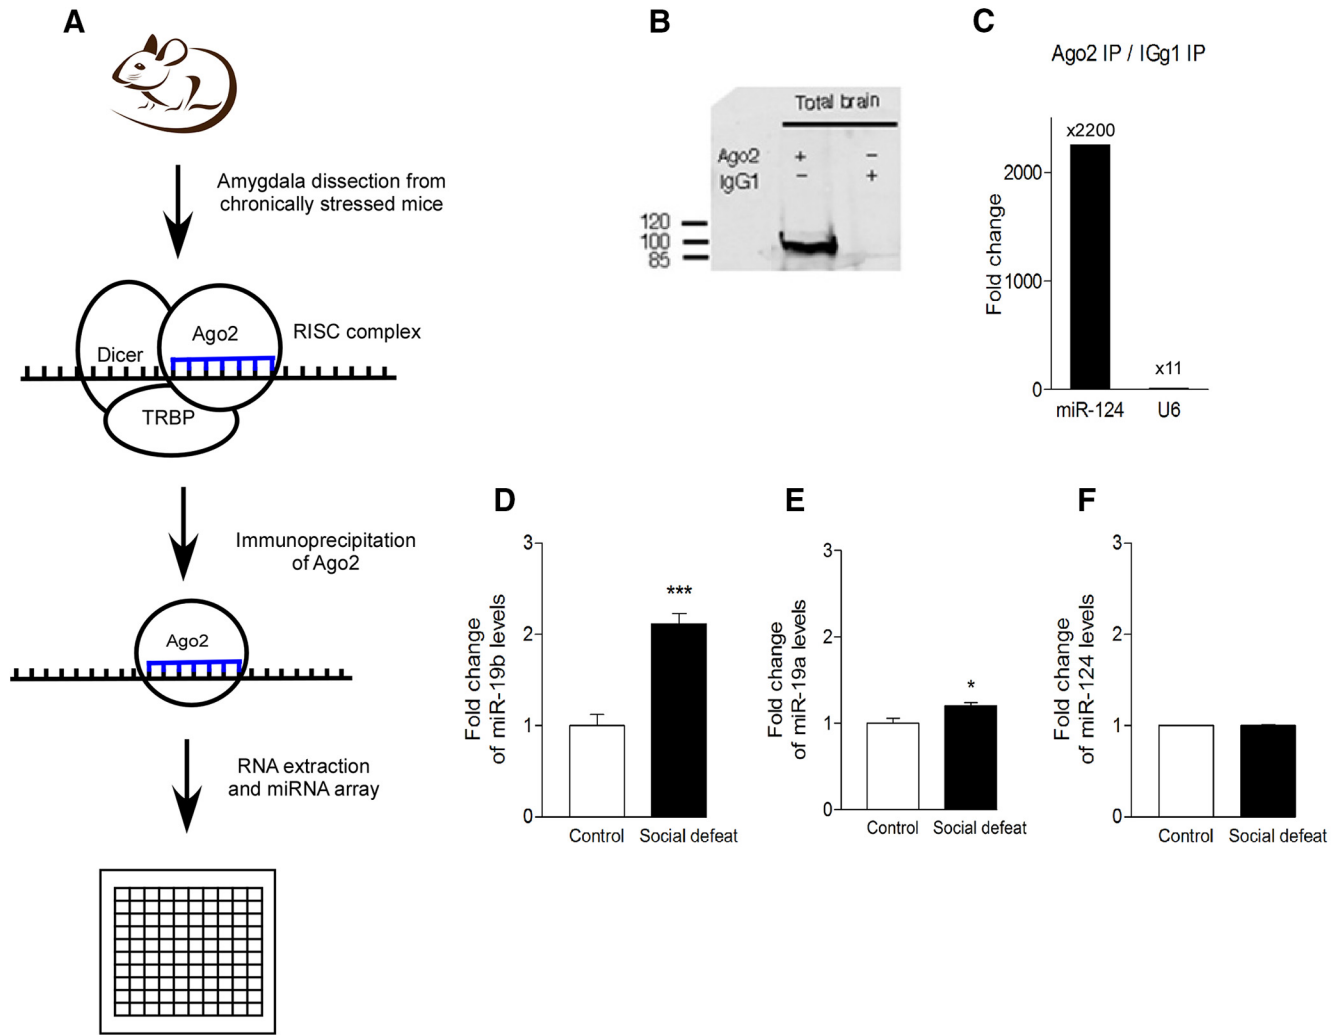 A
Amygdala dissection from
chronically stressed mice
Ago2
RISC complex
Dicer
TRBP
Immunoprecipitation
of Ago2
Ago2
RNA extraction
and miRNA array
B
Total brain
Ago2 + −
IgG1 − +
120
100
85
C
Ago2 IP / IGg1 IP
Fold change
2000
1000
0
x2200
x11
miR-124 U6
D
Fold change
of miR-19b levels
3
2
1
0
***
Control Social defeat
E
Fold change
of miR-19a levels
3
2
1
0
*
Control Social defeat
F
Fold change
of miR-124 levels
3
2
1
0
Control Social defeat